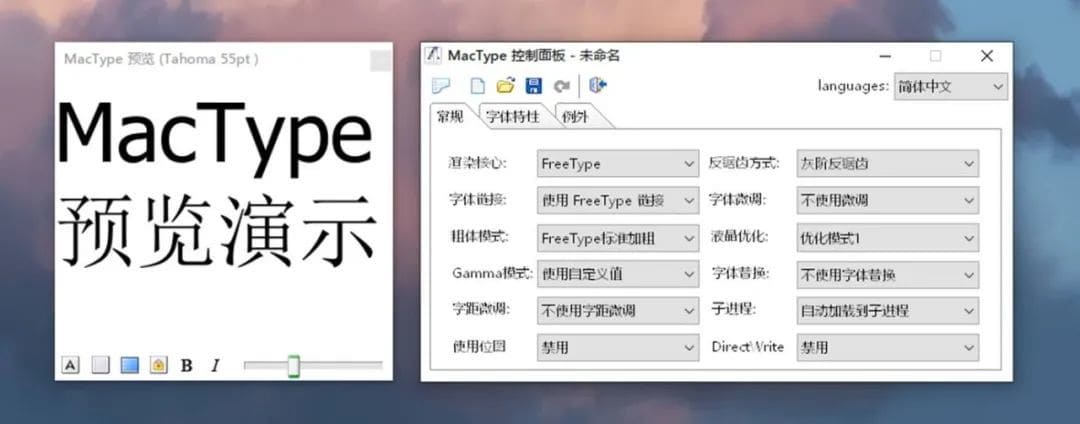 MacType 预览 (Tahoma 55pt )
MacType
预览演示
A B I
MacType 控制面板 - 未命名
languages: 简体中文
常规 字体特性 例外
渲染核心: FreeType 反锯齿方式: 灰阶反锯齿
字体链接: 使用 FreeType 链接 字体微调: 不使用微调
粗体模式: FreeType标准加粗 液晶优化: 优化模式1
Gamma模式: 使用自定义值 字体替换: 不使用字体替换
字距微调: 不使用字距微调 子进程: 自动加载到子进程
使用位图 禁用 DirectWrite 禁用